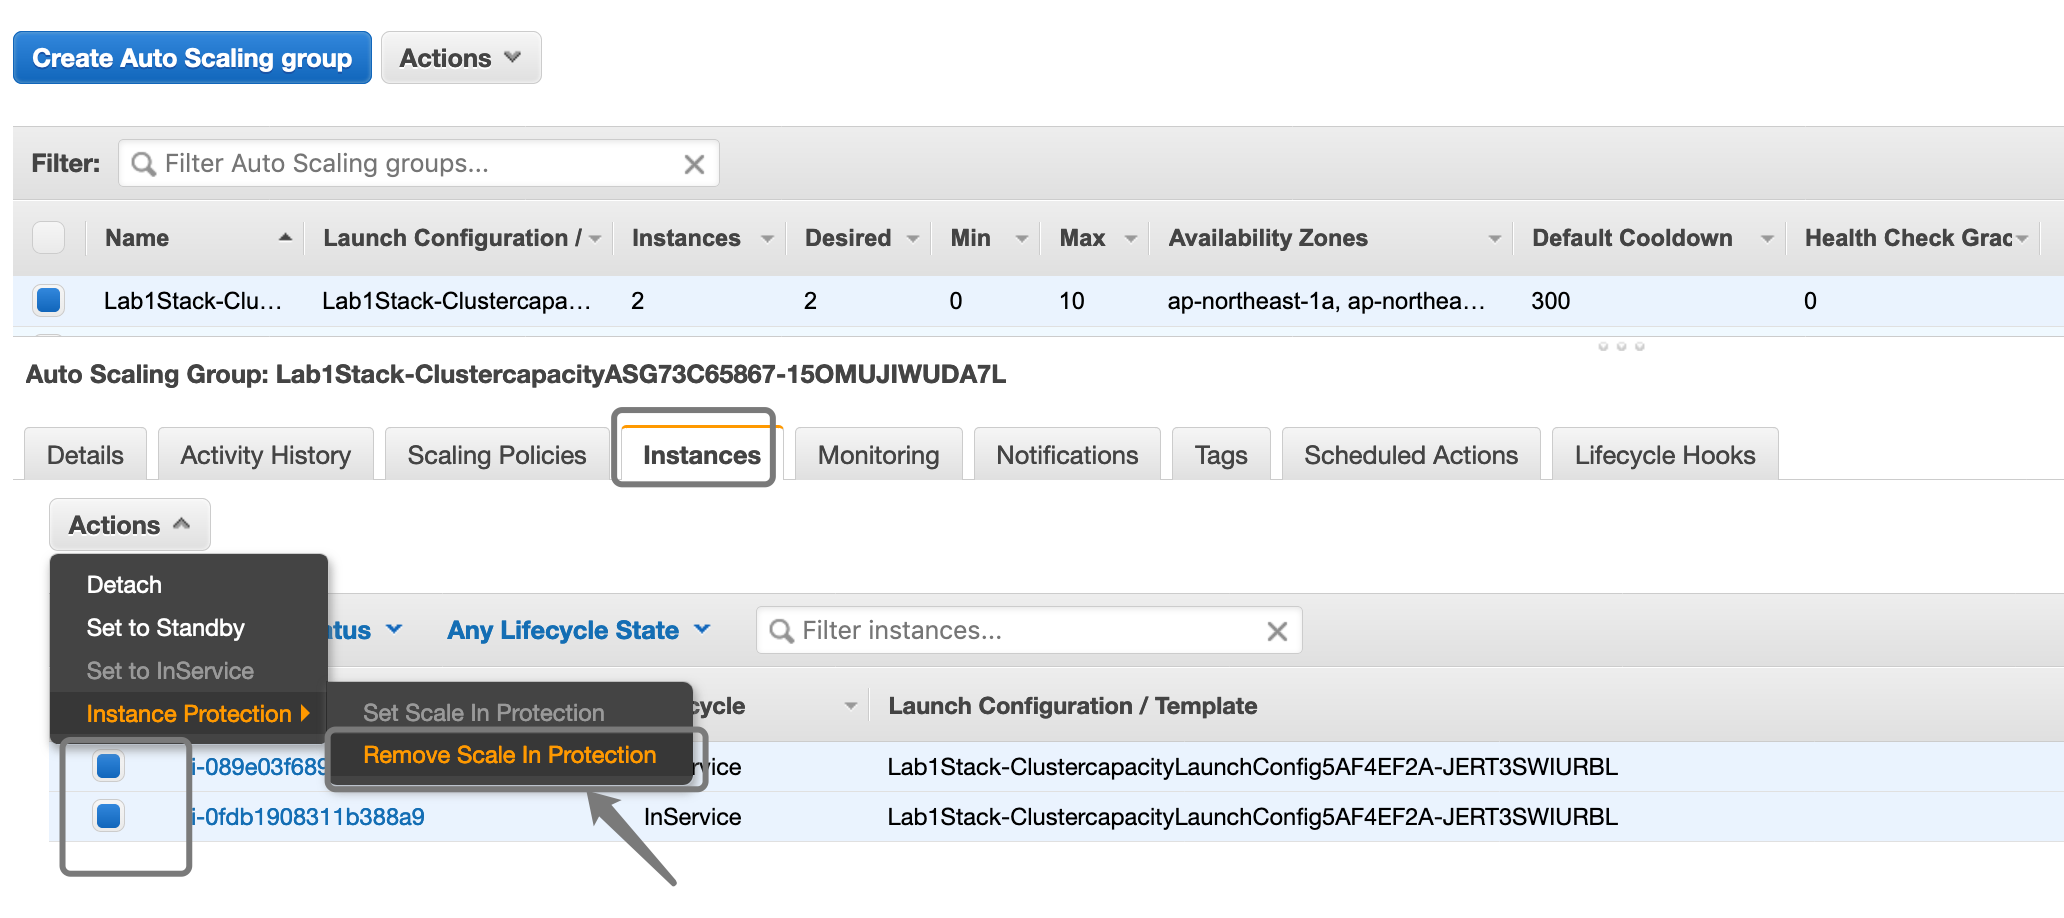 Create Auto Scaling group Actions
Filter: Filter Auto Scaling groups...
Name Launch Configuration / Instances Desired Min Max Availability Zones Default Cooldown Health Check Grac
Lab1Stack-Clu... Lab1Stack-Clustercapa... 2 2 0 10 ap-northeast-1a, ap-northea... 300 0
Auto Scaling Group: Lab1Stack-ClustercapacityASG73C65867-15OMUJIWUDA7L
Details Activity History Scaling Policies Instances Monitoring Notifications Tags Scheduled Actions Lifecycle Hooks
Actions
Detach
Set to Standby
Set to InService
Instance Protection
atus Any Lifecycle State Filter instances...
Set Scale In Protection
Remove Scale In Protection
cycle Launch Configuration / Template
i-089e03f689 rvice Lab1Stack-ClustercapacityLaunchConfig5AF4EF2A-JERT3SWIURBL
i-0fdb1908311b388a9 InService Lab1Stack-ClustercapacityLaunchConfig5AF4EF2A-JERT3SWIURBL